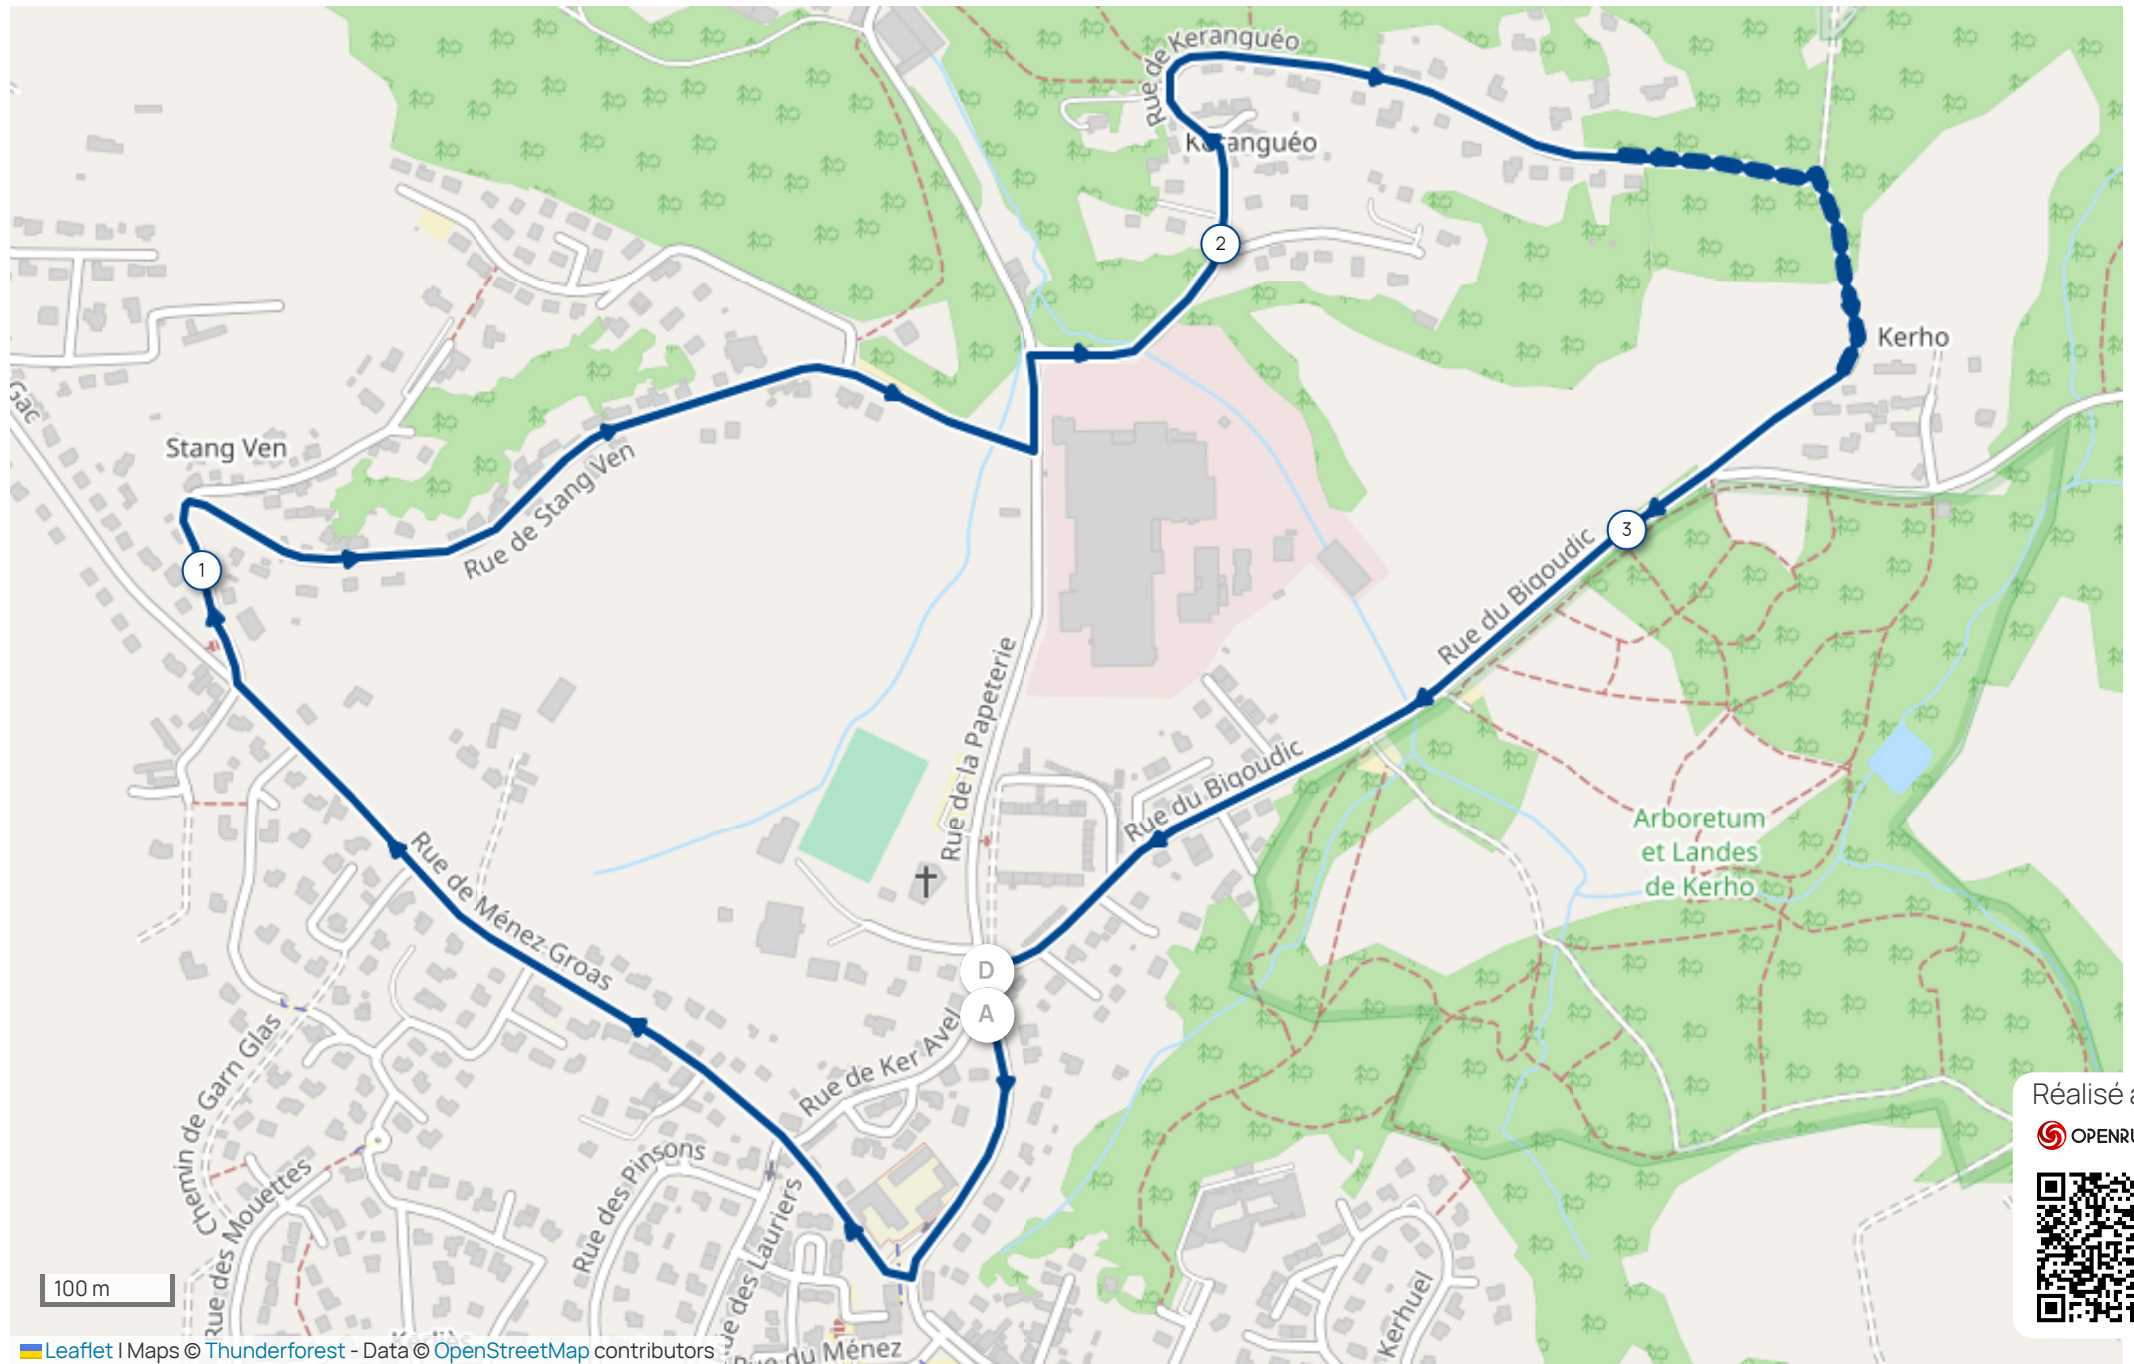 Rue de Keranguéo
Keranguéo
2
Kerho
Gac
Stang Ven
Rue de Stang Ven
1
3
Rue du Bigoudic
Rue de la Papeterie
Rue du Bigoudic
Arboretum
et Landes
de Kerho
Rue de Ménez-Groas
D
A
Rue de Ker Avel
Chemin de Garn Glas
Rue des Mouettes
Rue des Pinsons
Rue des Lauriers
Kerhuel
Rue du Ménez
100 m
Réalisé a
OPENRU
Leaflet | Maps © Thunderforest - Data © OpenStreetMap contributors